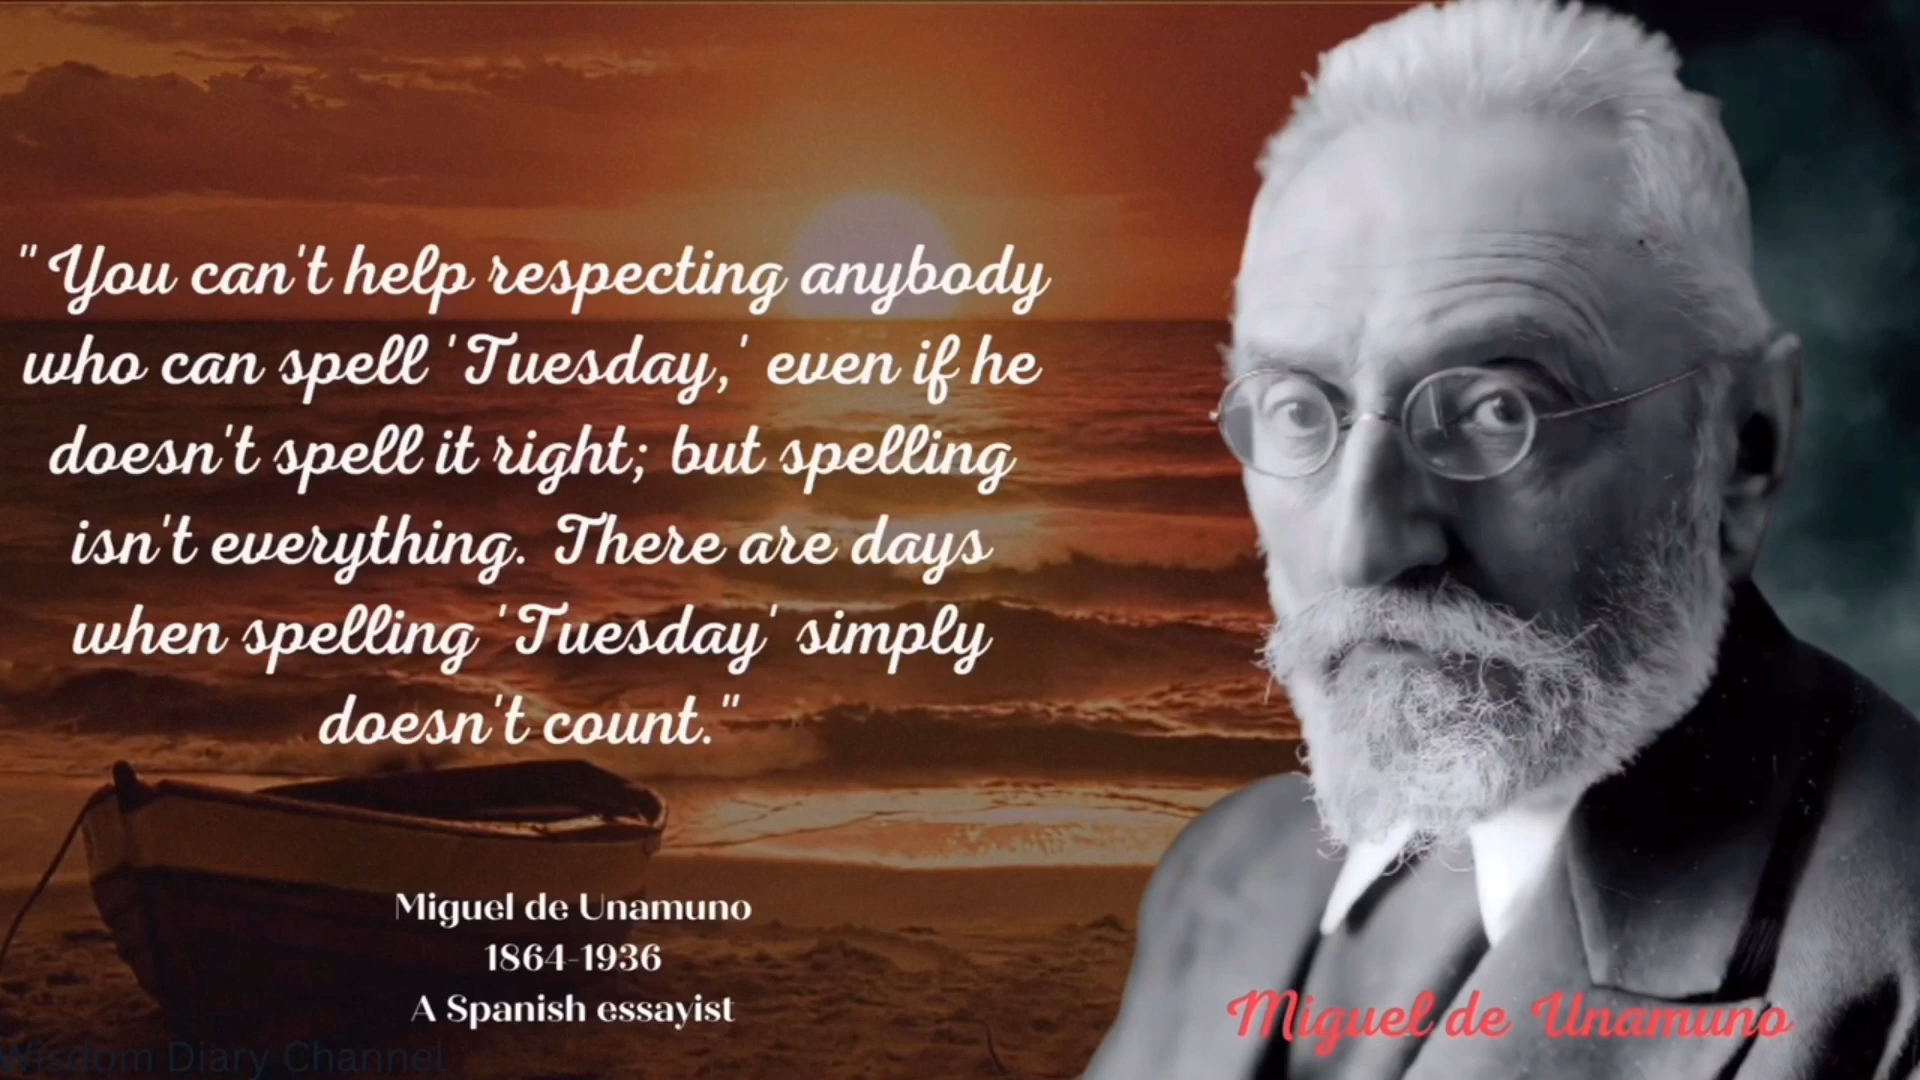 "You can't help respecting anybody
who can spell 'Tuesday,' even if he
doesn't spell it right; but spelling
isn't everything. There are days
when spelling 'Tuesday' simply
doesn't count."
Miguel de Unamuno
1864-1936
A Spanish essayist
Miguel de Unamuno
Wisdom Diary Channel